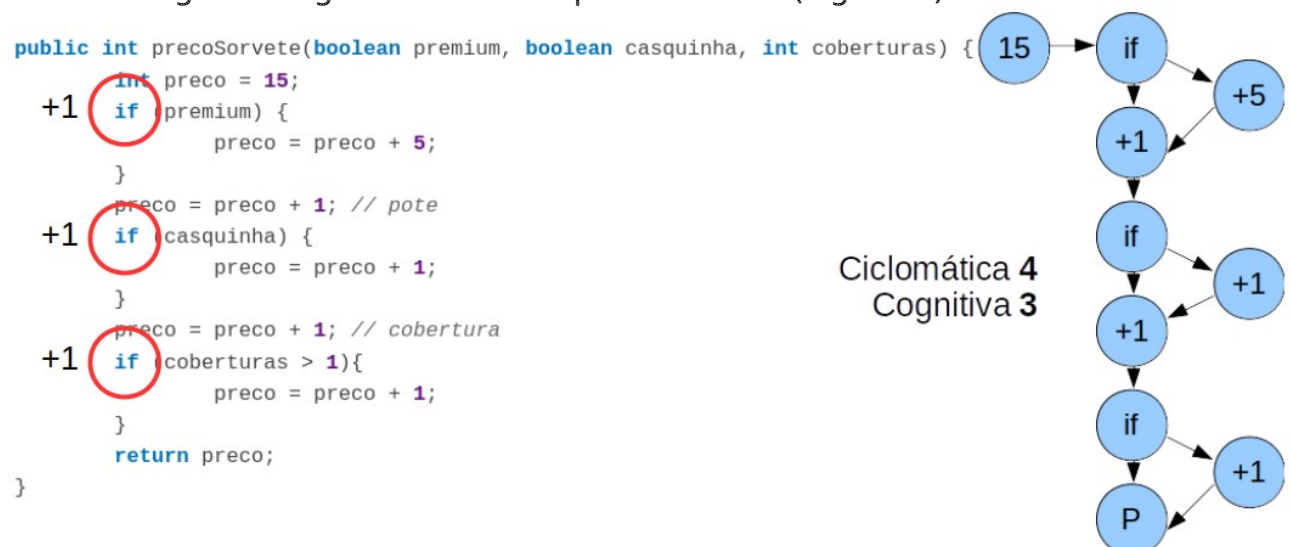 public int precoSorvete(boolean premium, boolean casquinha, int coberturas) {
int preco = 15;
+1 if (premium) {
preco = preco + 5;
}
preco = preco + 1; // pote
+1 if (casquinha) {
preco = preco + 1;
}
preco = preco + 1; // cobertura
+1 if (coberturas > 1){
preco = preco + 1;
}
return preco;
}
Ciclomática 4
Cognitiva 3
15
if
+5
+1
if
+1
+1
if
+1
P